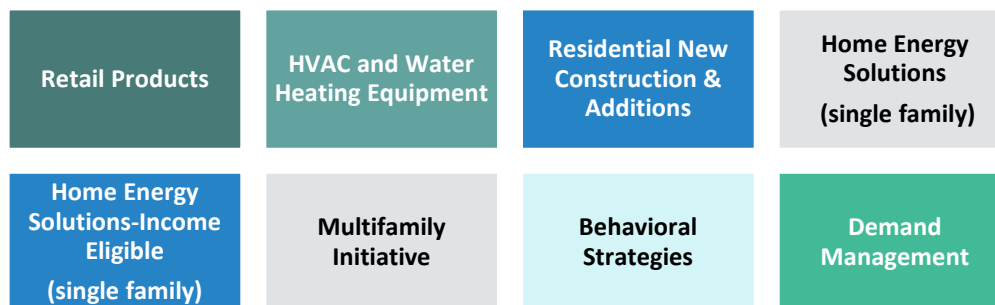 Retail Products
HVAC and Water
Heating Equipment
Residential New
Construction &
Additions
Home Energy
Solutions
(single family)
Home Energy
Solutions-Income
Eligible
(single family)
Multifamily
Initiative
Behavioral
Strategies
Demand
Management